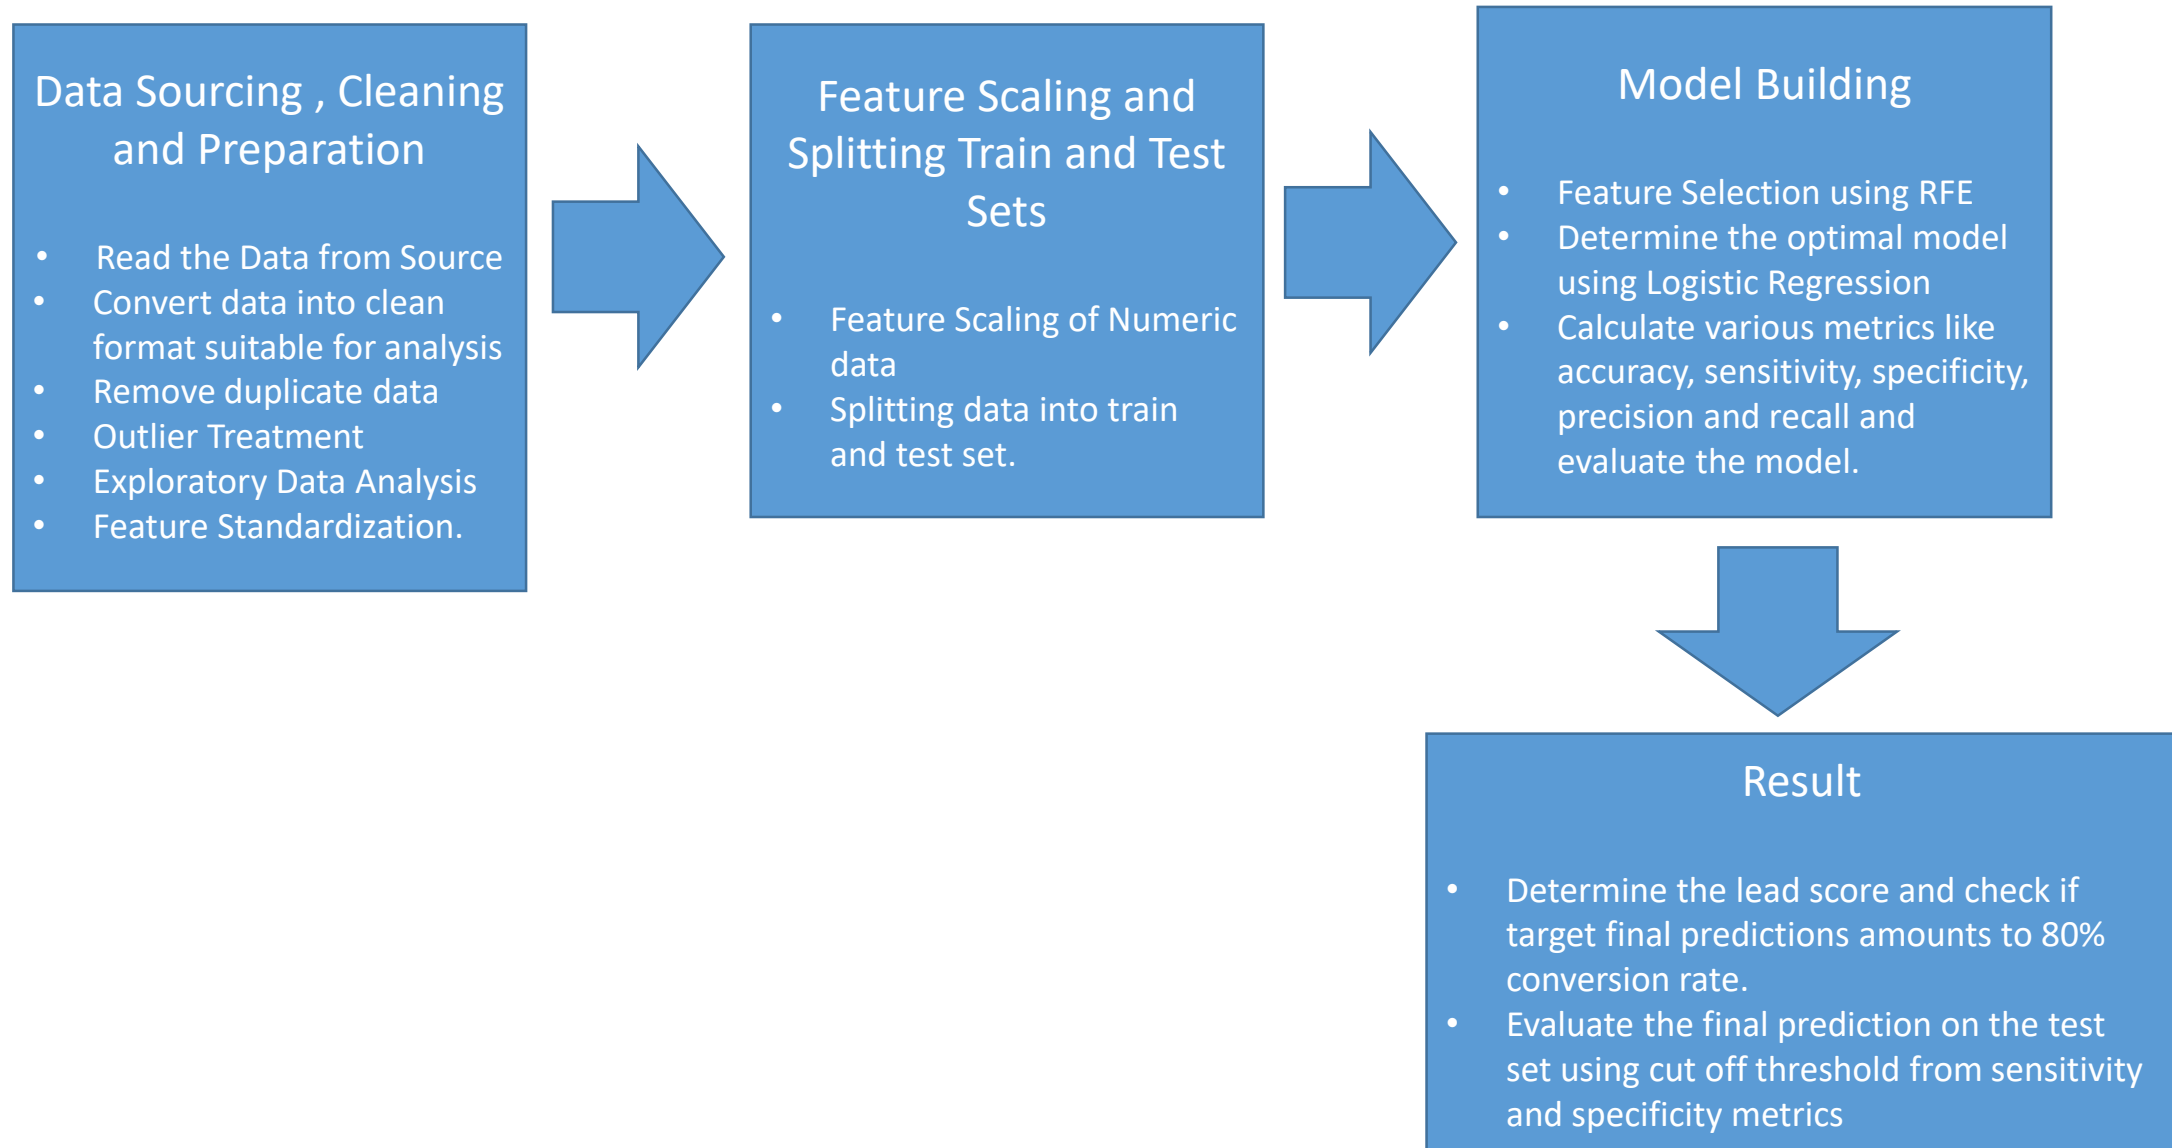 Data Sourcing , Cleaning
and Preparation
• Read the Data from Source
• Convert data into clean
format suitable for analysis
• Remove duplicate data
• Outlier Treatment
• Exploratory Data Analysis
• Feature Standardization.
Feature Scaling and
Splitting Train and Test
Sets
• Feature Scaling of Numeric
data
• Splitting data into train
and test set.
Model Building
• Feature Selection using RFE
• Determine the optimal model
using Logistic Regression
• Calculate various metrics like
accuracy, sensitivity, specificity,
precision and recall and
evaluate the model.
Result
• Determine the lead score and check if
target final predictions amounts to 80%
conversion rate.
• Evaluate the final prediction on the test
set using cut off threshold from sensitivity
and specificity metrics